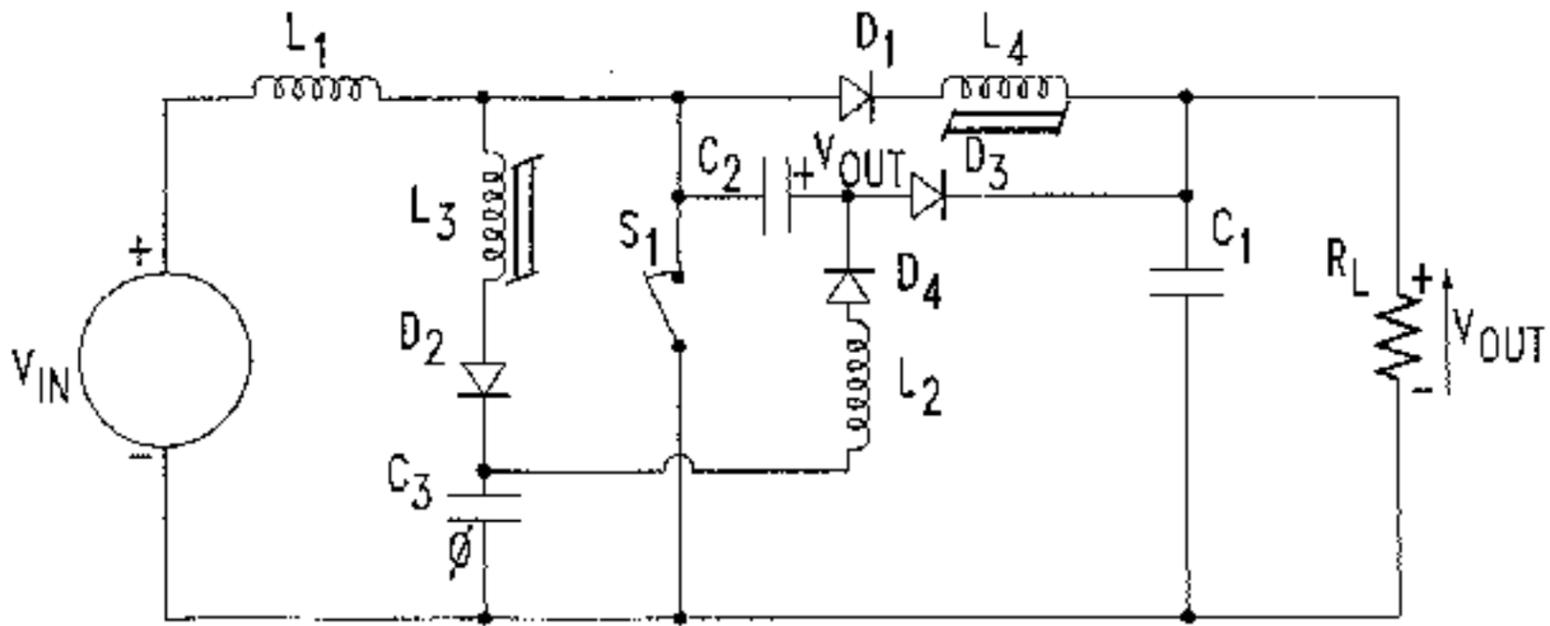 L1
D1
L4
C2
+
VOUT
D3
L3
S1
C1
+
D4
RL
+
VIN
D2
L2
VOUT
-
-
C3
Ø